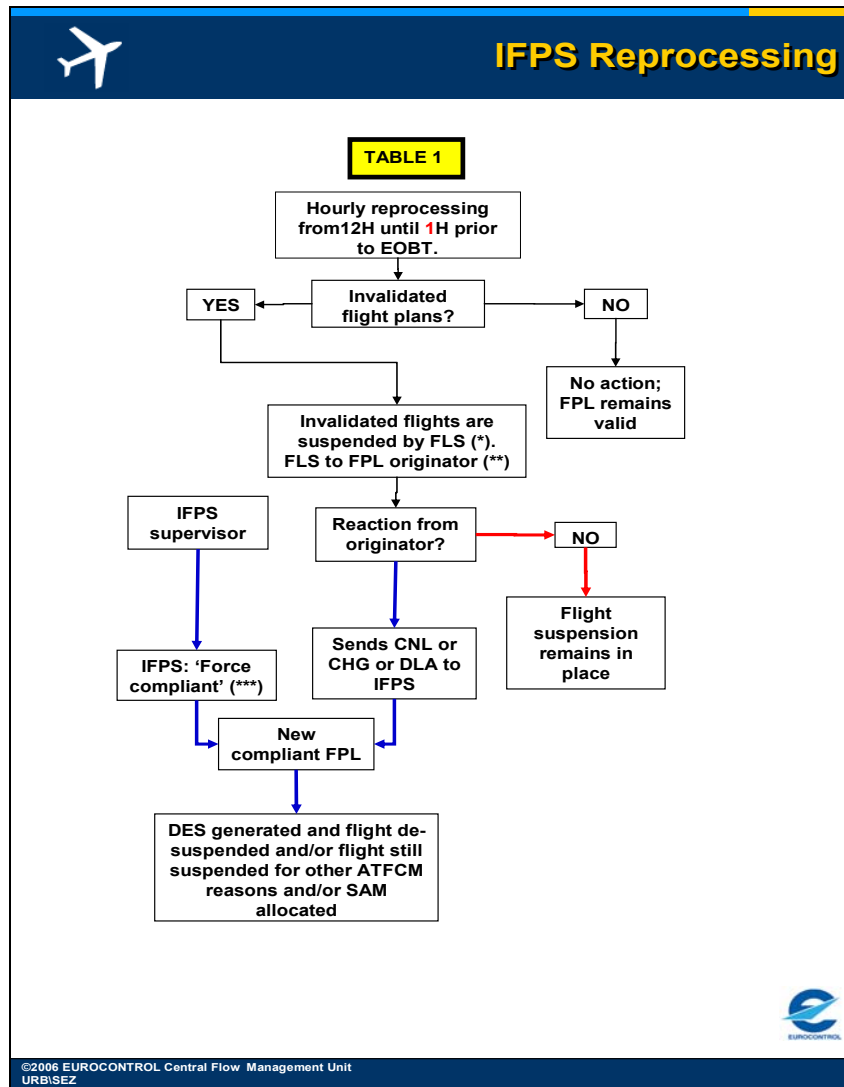 IFPS Reprocessing
TABLE 1
Hourly reprocessing
from12H until 1H prior
to EOBT.
YES
Invalidated
flight plans?
NO
No action;
FPL remains
valid
Invalidated flights are
suspended by FLS (*).
FLS to FPL originator (**)
IFPS
supervisor
Reaction from
originator?
NO
Flight
suspension
remains in
place
IFPS: ‘Force
compliant’ (***)
Sends CNL or
CHG or DLA to
IFPS
New
compliant FPL
DES generated and flight de-
suspended and/or flight still
suspended for other ATFCM
reasons and/or SAM
allocated
EUROCONTROL
©2006 EUROCONTROL Central Flow Management Unit
URB\SEZ